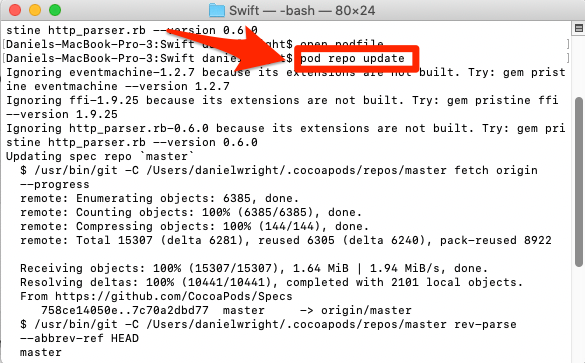 Swift — -bash — 80×24
stine http_parser.rb --version 0.6.0
[Daniels-MacBook-Pro-3:Swift da ght$ open podfile ]
[Daniels-MacBook-Pro-3:Swift daniel ht$ pod repo update ]
Ignoring eventmachine-1.2.7 because its extensions are not built. Try: gem prist
ine eventmachine --version 1.2.7
Ignoring ffi-1.9.25 because its extensions are not built. Try: gem pristine ffi
--version 1.9.25
Ignoring http_parser.rb-0.6.0 because its extensions are not built. Try: gem pri
stine http_parser.rb --version 0.6.0
Updating spec repo `master`
$ /usr/bin/git -C /Users/danielwright/.cocoapods/repos/master fetch origin
--progress
remote: Enumerating objects: 6385, done.
remote: Counting objects: 100% (6385/6385), done.
remote: Compressing objects: 100% (144/144), done.
remote: Total 15307 (delta 6281), reused 6305 (delta 6240), pack-reused 8922
Receiving objects: 100% (15307/15307), 1.64 MiB | 1.94 MiB/s, done.
Resolving deltas: 100% (10441/10441), completed with 2101 local objects.
From https://github.com/CocoaPods/Specs
758ce14050e..7c70a2dbd77  master     -> origin/master
$ /usr/bin/git -C /Users/danielwright/.cocoapods/repos/master rev-parse
--abbrev-ref HEAD
master